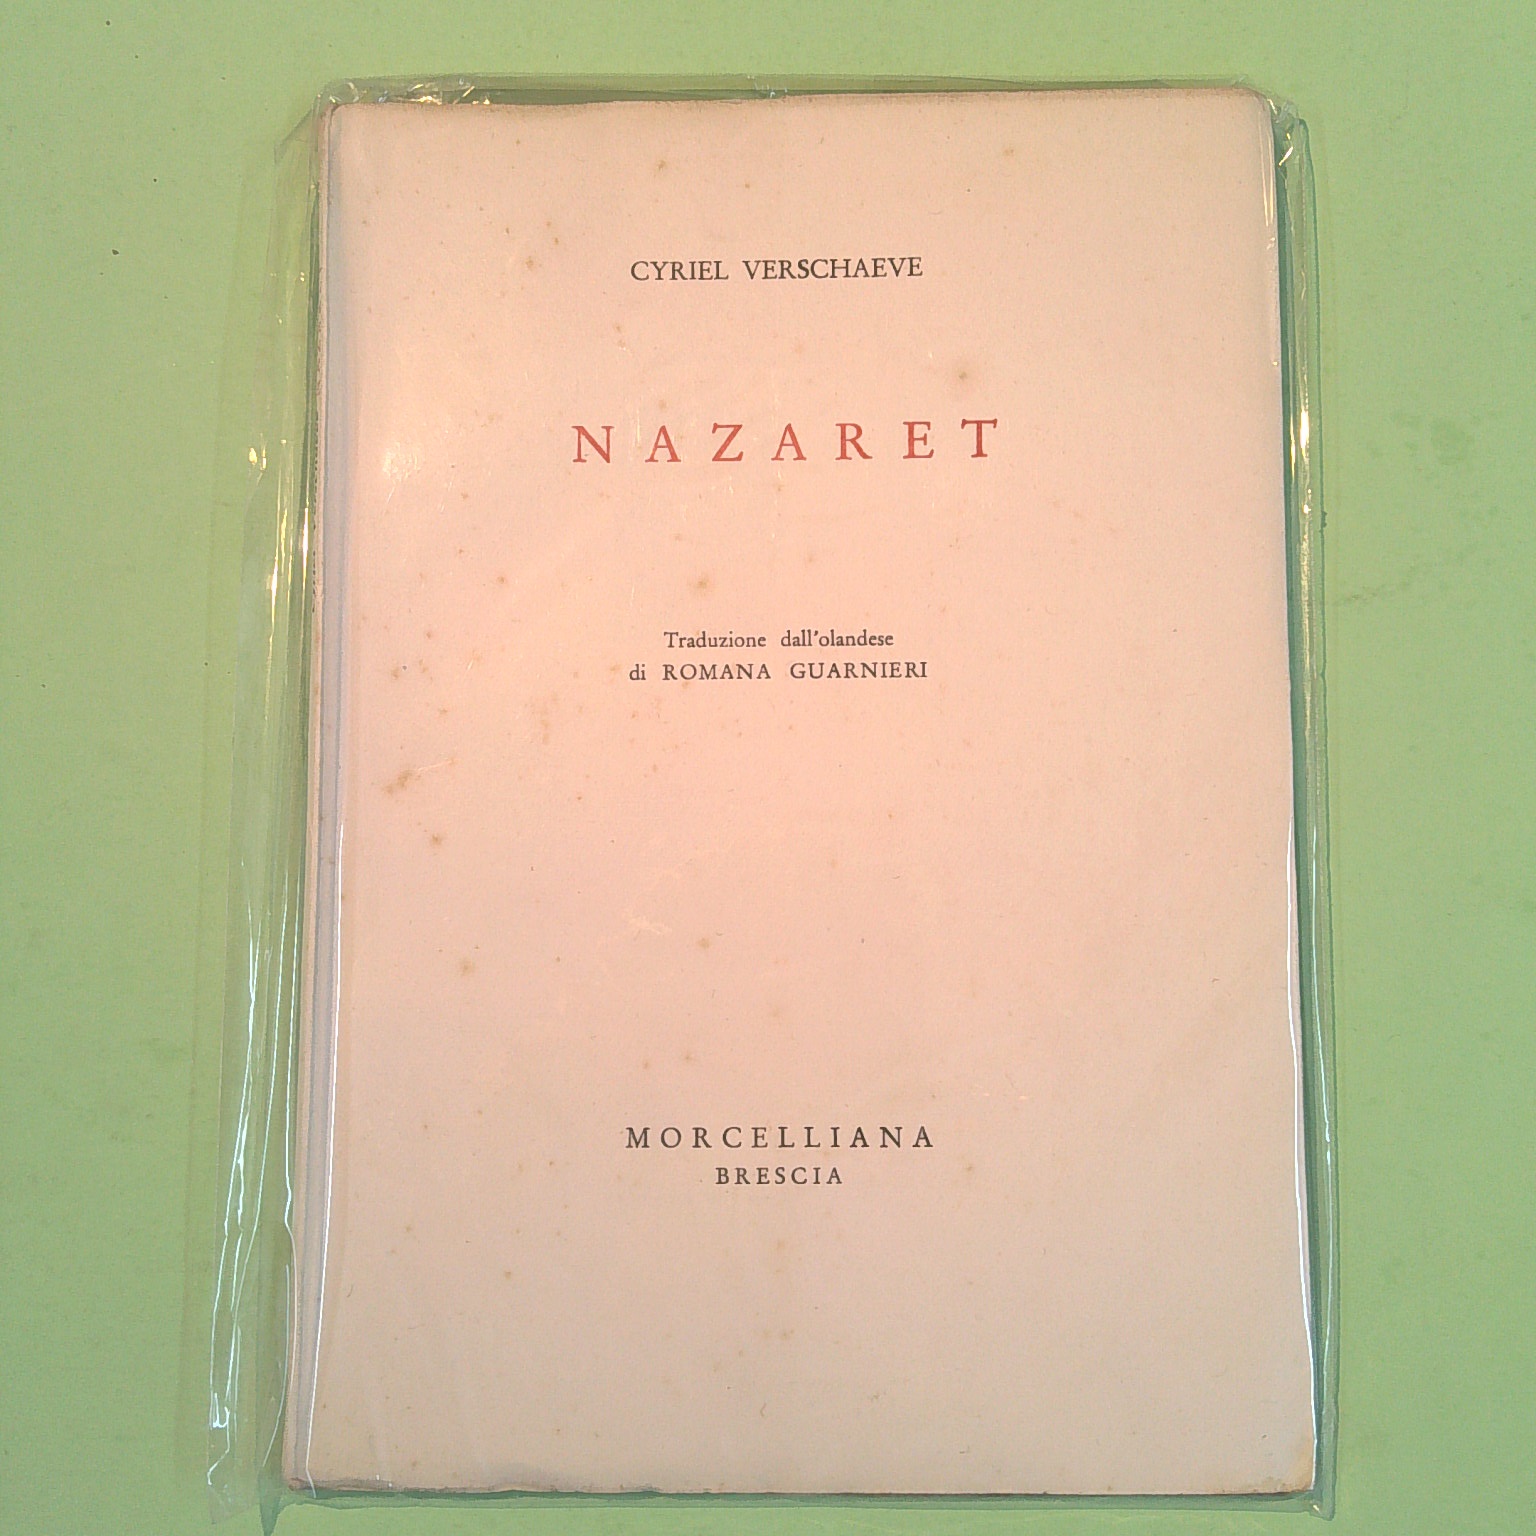 CYRIEL VERSCHAEVE
NAZARET
Traduzione dall'olandese
di ROMANA GUARNIERI
MORCELLIANA
BRESCIA